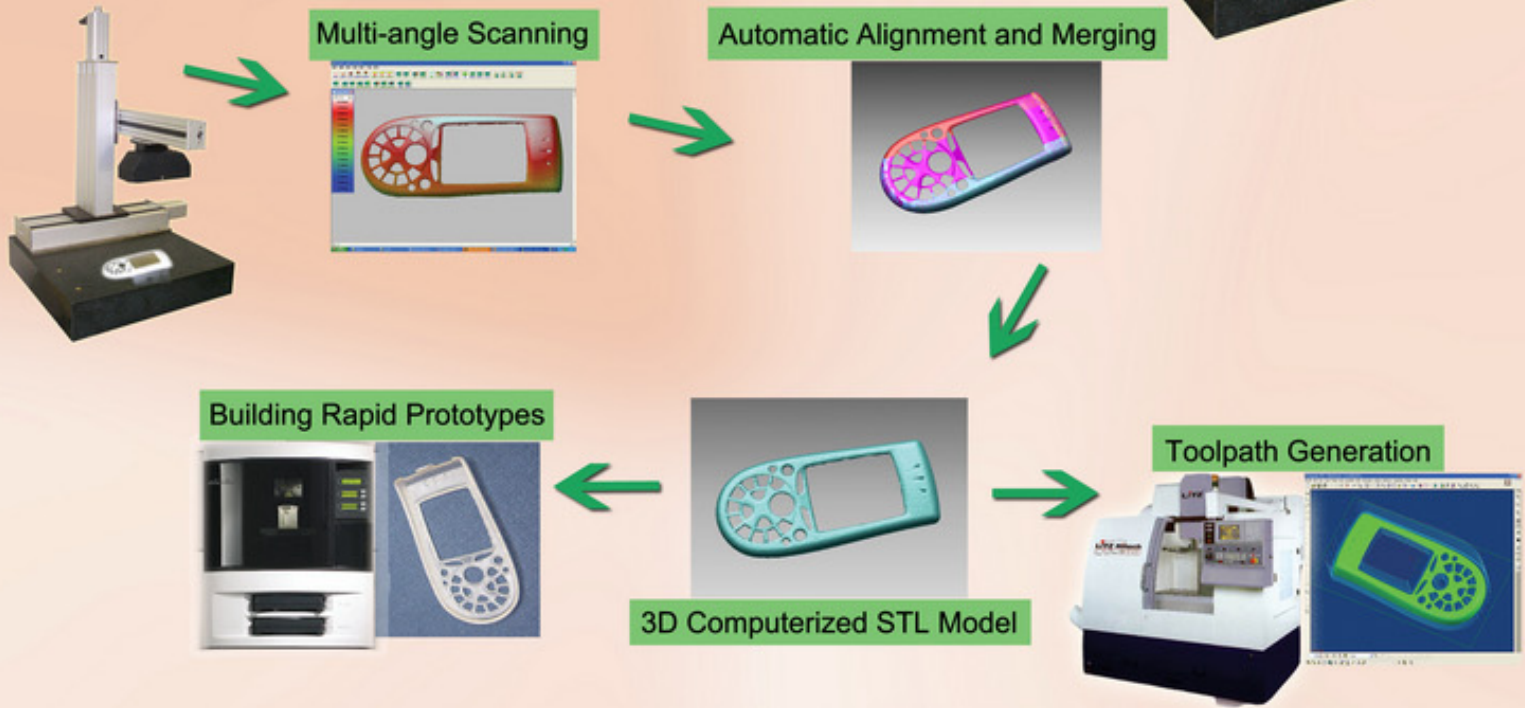 Multi-angle Scanning
Automatic Alignment and Merging
Building Rapid Prototypes
3D Computerized STL Model
Toolpath Generation